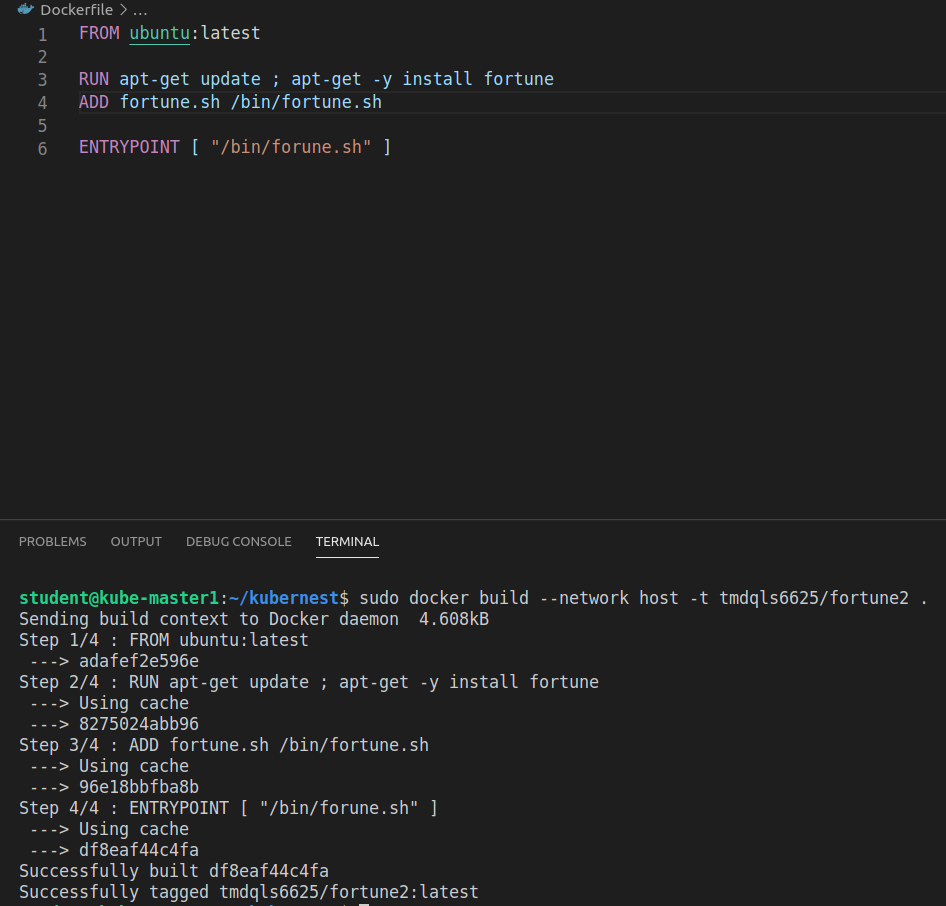 Dockerfile > ...
1 FROM ubuntu:latest
2
3 RUN apt-get update ; apt-get -y install fortune
4 ADD fortune.sh /bin/fortune.sh
5
6 ENTRYPOINT [ "/bin/forune.sh" ]
PROBLEMS OUTPUT DEBUG CONSOLE TERMINAL
student@kube-master1:~/kubernest$ sudo docker build --network host -t tmdqls6625/fortune2 .
Sending build context to Docker daemon  4.608kB
Step 1/4 : FROM ubuntu:latest
 ---> adafef2e596e
Step 2/4 : RUN apt-get update ; apt-get -y install fortune
 ---> Using cache
 ---> 8275024abb96
Step 3/4 : ADD fortune.sh /bin/fortune.sh
 ---> Using cache
 ---> 96e18bbfba8b
Step 4/4 : ENTRYPOINT [ "/bin/forune.sh" ]
 ---> Using cache
 ---> df8eaf44c4fa
Successfully built df8eaf44c4fa
Successfully tagged tmdqls6625/fortune2:latest